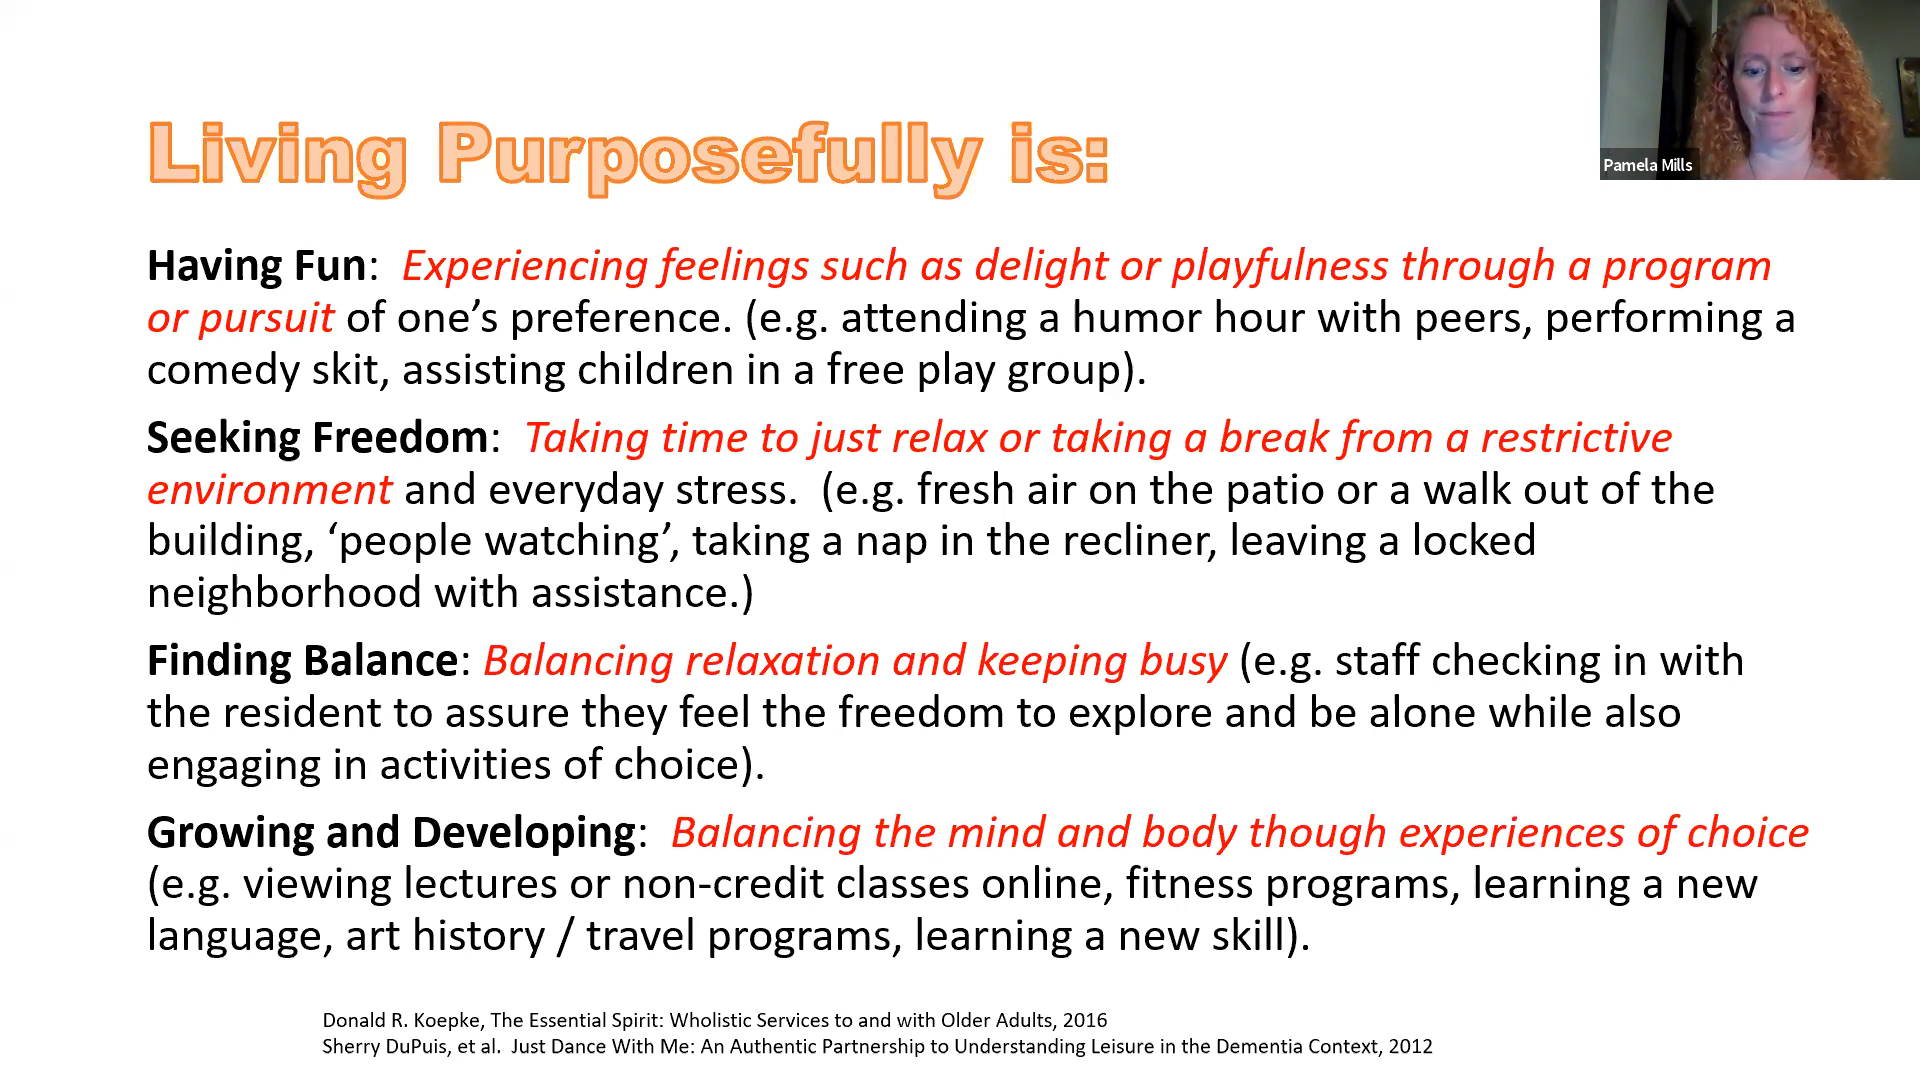 Living Purposefully is:
Pamela Mills
Having Fun:  Experiencing feelings such as delight or playfulness through a program
or pursuit of one’s preference. (e.g. attending a humor hour with peers, performing a
comedy skit, assisting children in a free play group).
Seeking Freedom:  Taking time to just relax or taking a break from a restrictive
environment and everyday stress.  (e.g. fresh air on the patio or a walk out of the
building, ‘people watching’, taking a nap in the recliner, leaving a locked
neighborhood with assistance.)
Finding Balance: Balancing relaxation and keeping busy (e.g. staff checking in with
the resident to assure they feel the freedom to explore and be alone while also
engaging in activities of choice).
Growing and Developing:  Balancing the mind and body though experiences of choice
(e.g. viewing lectures or non-credit classes online, fitness programs, learning a new
language, art history / travel programs, learning a new skill).
Donald R. Koepke, The Essential Spirit: Wholistic Services to and with Older Adults, 2016
Sherry DuPuis, et al.  Just Dance With Me: An Authentic Partnership to Understanding Leisure in the Dementia Context, 2012